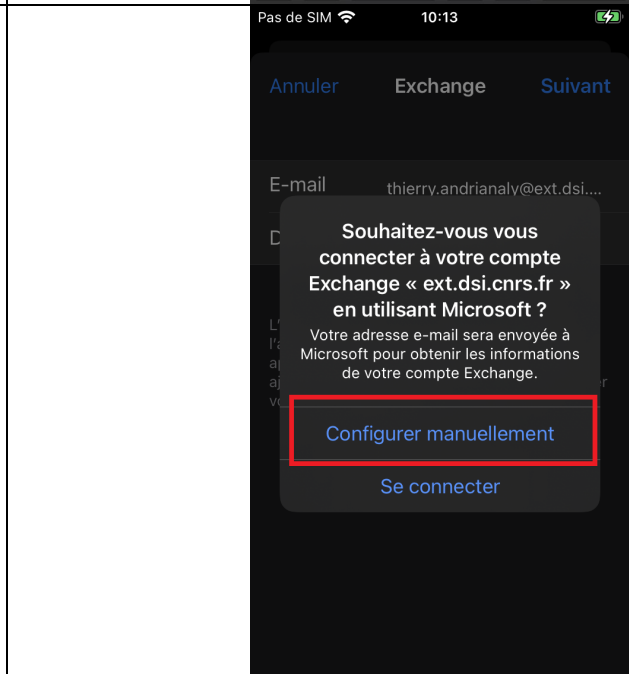 Pas de SIM 10:13
Annuler Exchange Suivant
E-mail thierry.andrianaly@ext.dsi....
D
Souhaitez-vous vous
connecter à votre compte
Exchange « ext.dsi.cnrs.fr »
en utilisant Microsoft ?
Votre adresse e-mail sera envoyée à
Microsoft pour obtenir les informations
de votre compte Exchange.
Configurer manuellement
Se connecter